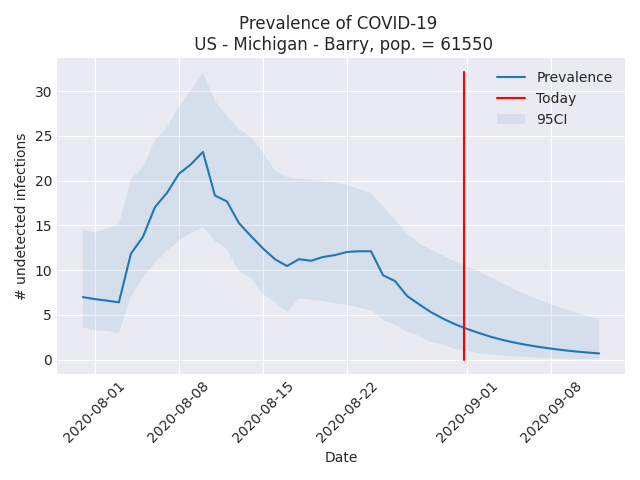 Prevalence of COVID-19
US - Michigan - Barry, pop. = 61550
Prevalence
Today
95CI
# undetected infections
30
25
20
15
10
5
0
2020-08-01
2020-08-08
2020-08-15
2020-08-22
2020-09-01
2020-09-08
Date